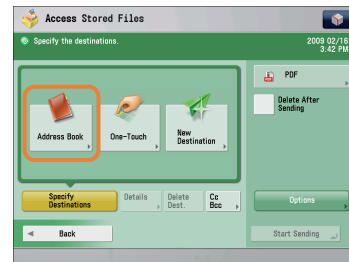 Access Stored Files
Specify the destinations.
2009 02/16
3:42 PM
PDF
Delete After
Sending
Address Book
One-Touch
New
Destination
Specify
Destinations
Details
Delete
Dest.
Cc
Bcc
Options
Back
Start Sending